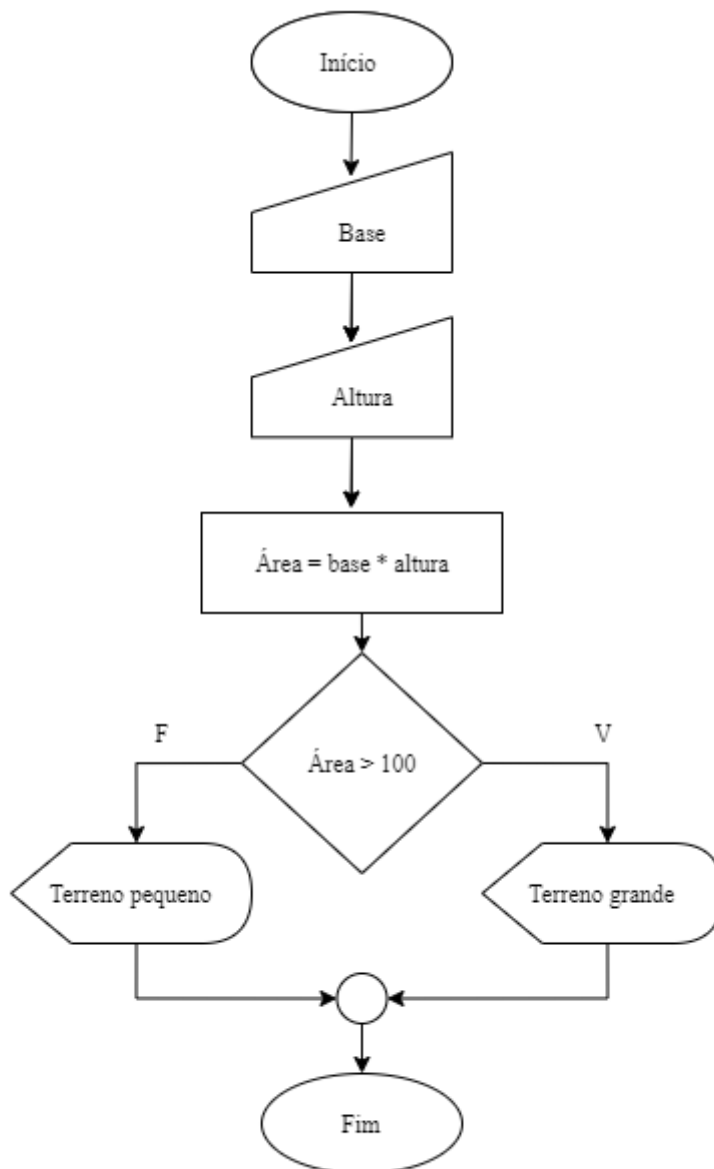 Início
Base
Altura
Área = base * altura
F
V
Área > 100
Terreno pequeno
Terreno grande
Fim